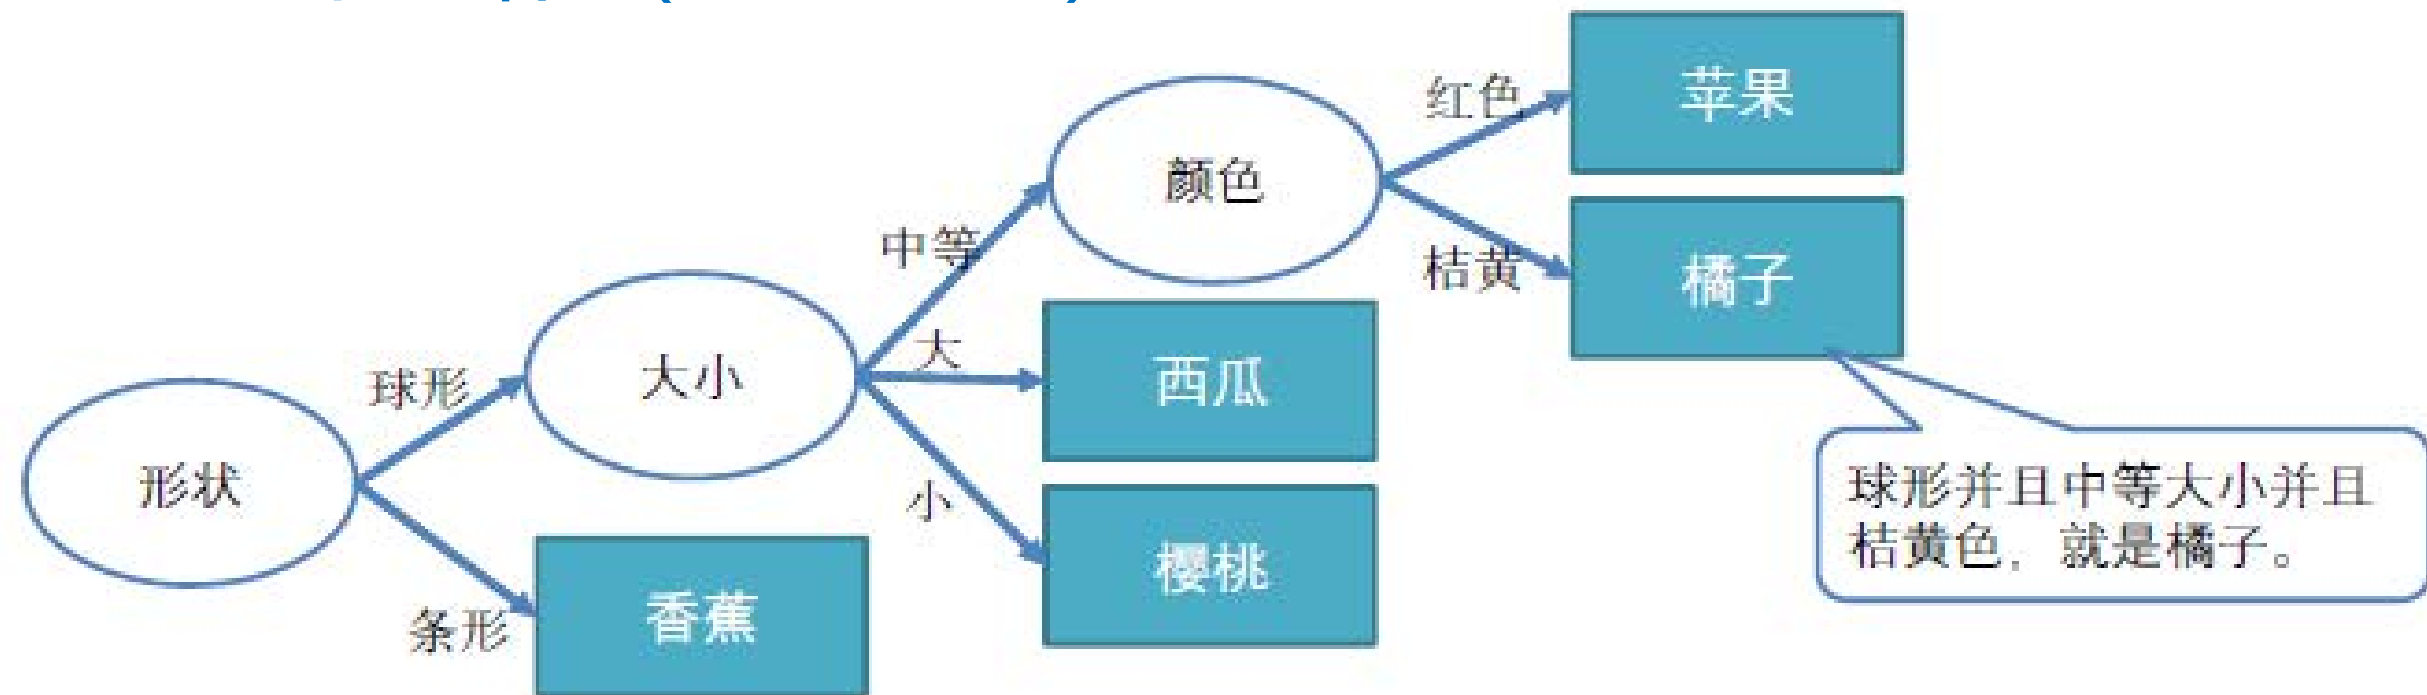 苹果
红色
颜色
中等
桔黄
橘子
大
西瓜
球形
大小
形状
小
球形并且中等大小并且
桔黄色，就是橘子。
樱桃
条形
香蕉